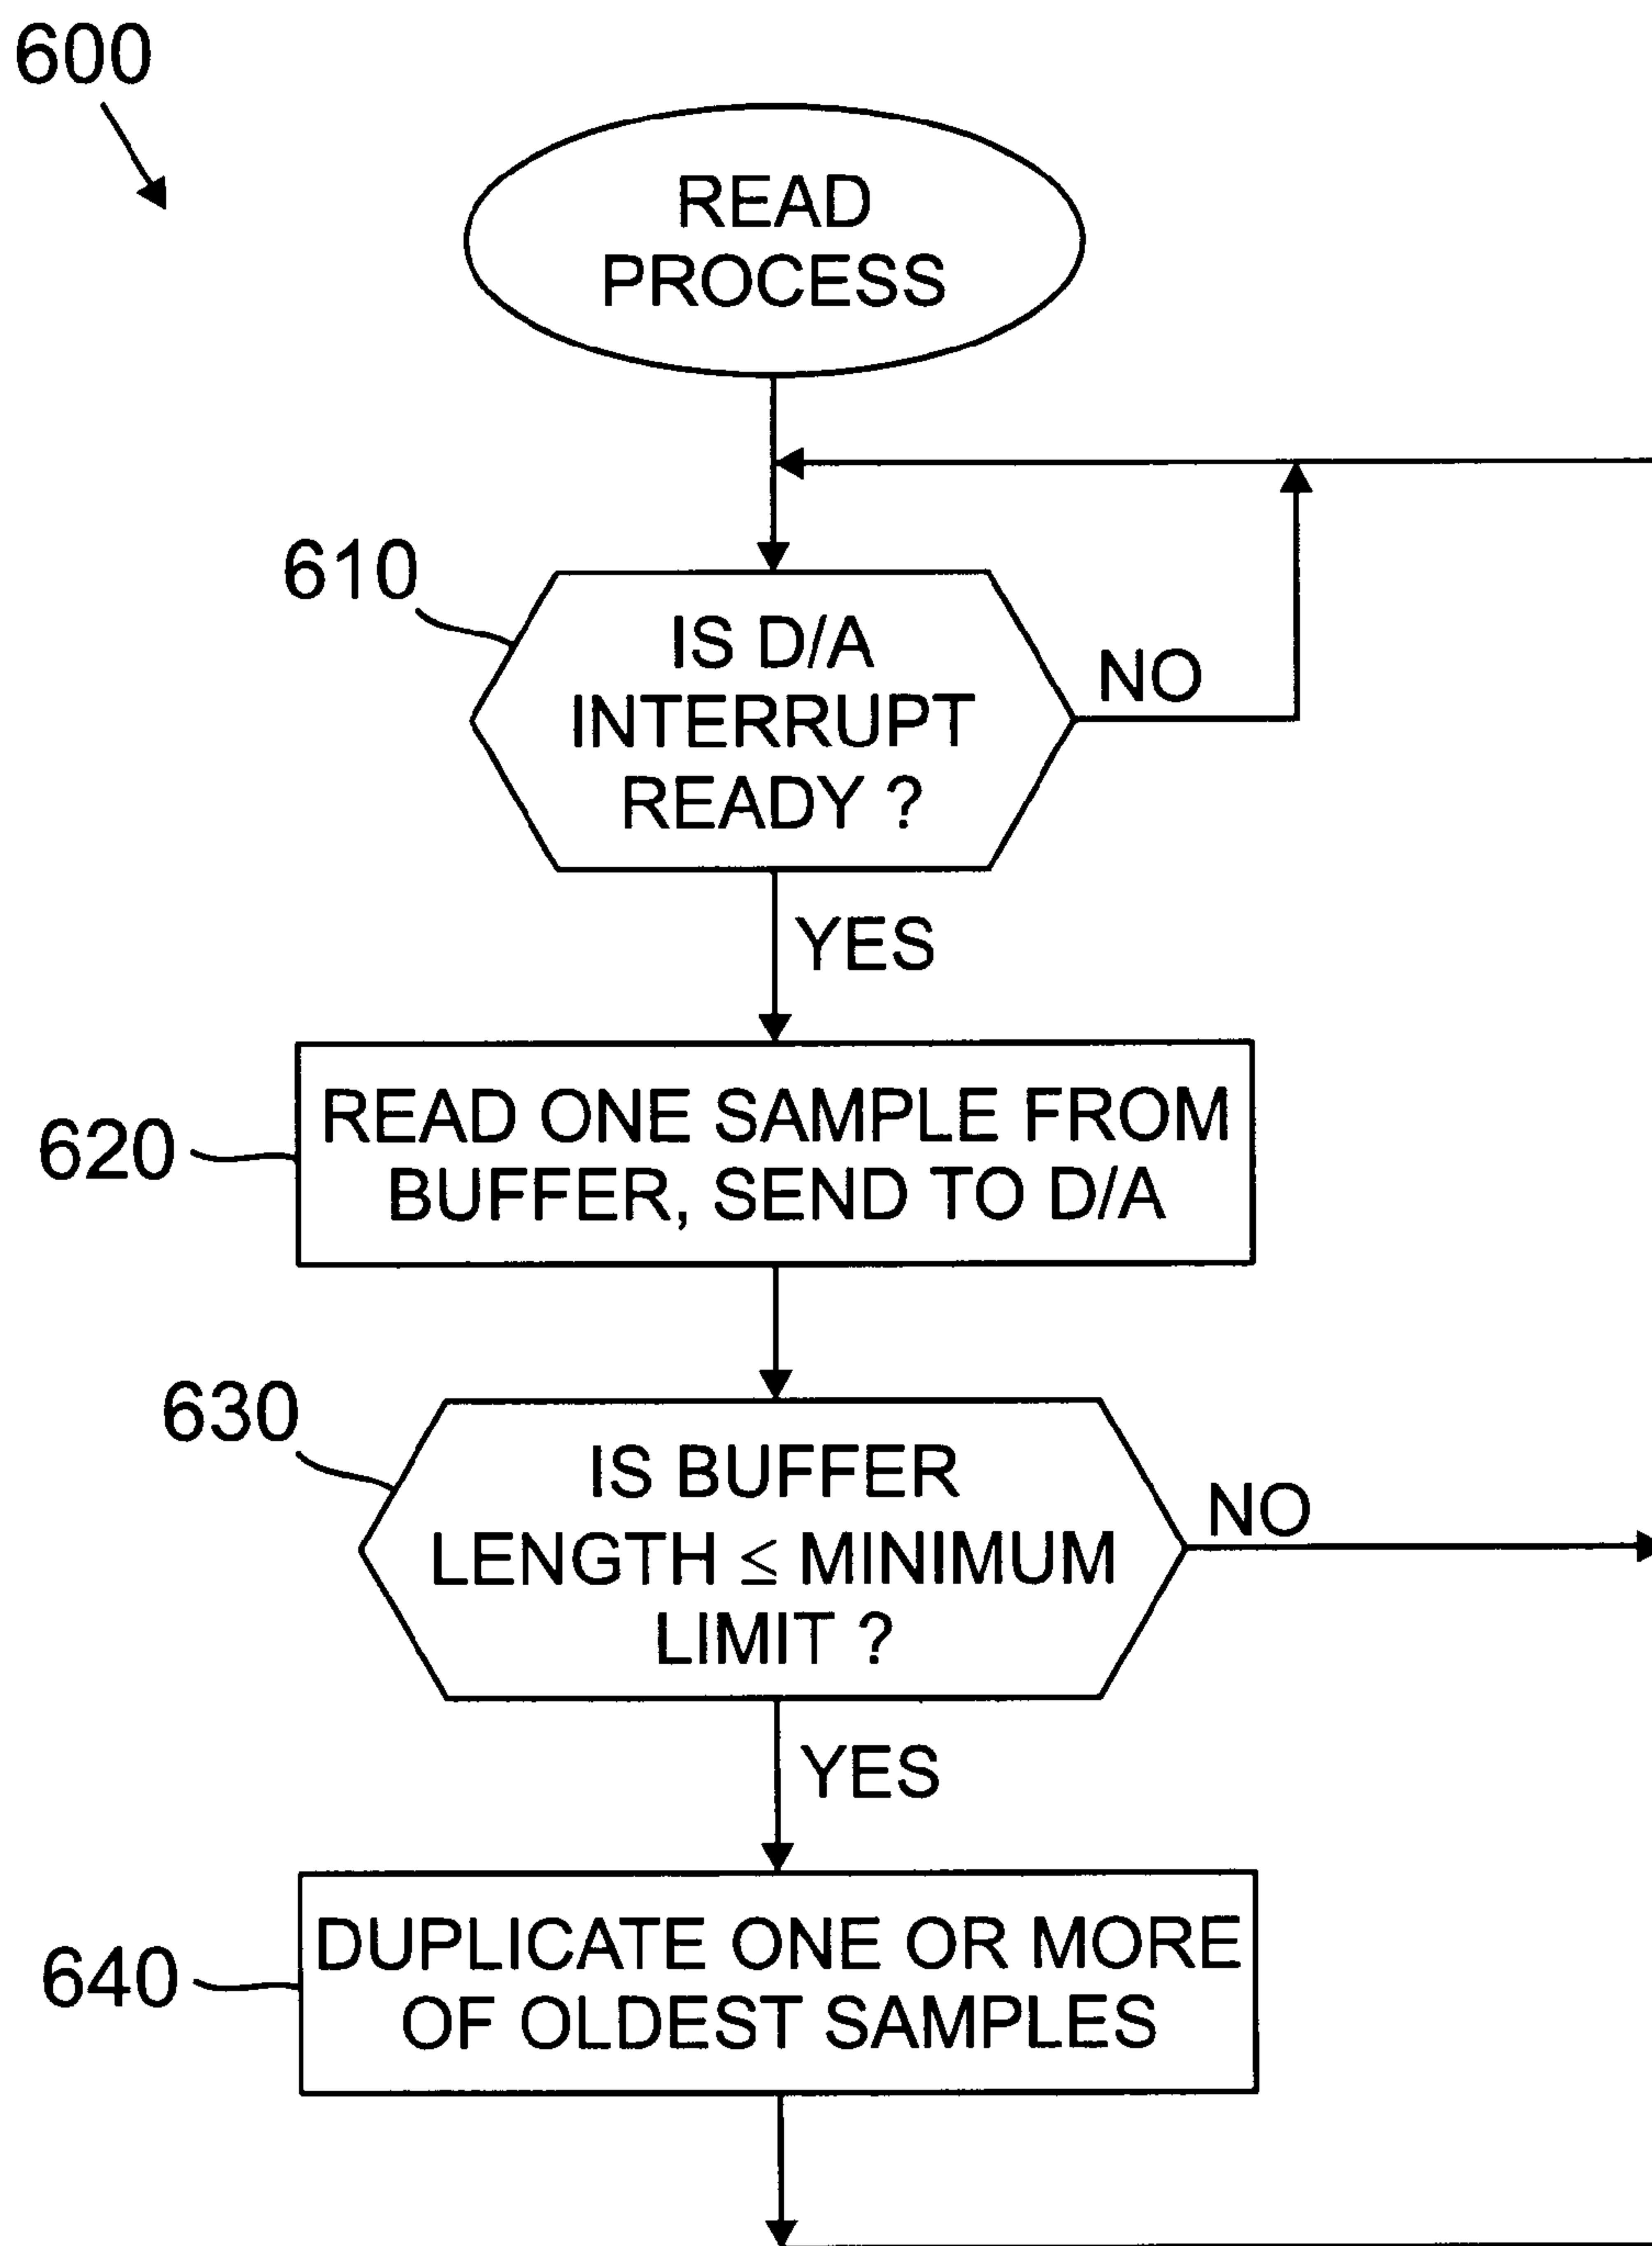 600
READ
PROCESS
610
IS D/A
INTERRUPT
READY ?
NO
YES
620
READ ONE SAMPLE FROM
BUFFER, SEND TO D/A
630
IS BUFFER
LENGTH ≤ MINIMUM
LIMIT ?
NO
YES
640
DUPLICATE ONE OR MORE
OF OLDEST SAMPLES